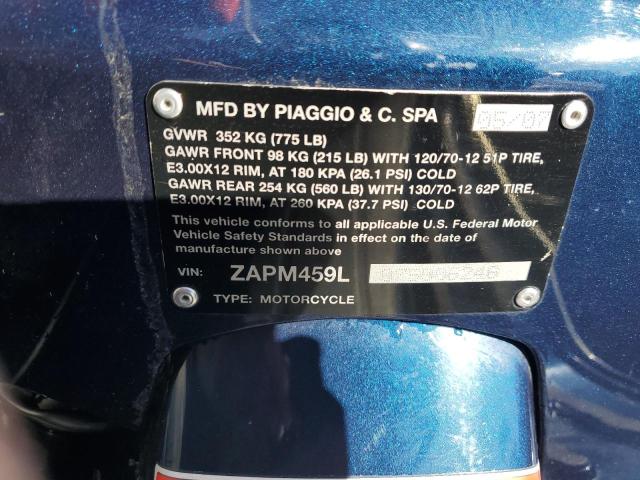 MFD BY PIAGGIO & C. SPA 05/07
GVWR 352 KG (775 LB)
GAWR FRONT 98 KG (215 LB) WITH 120/70-12 51P TIRE,
E3.00X12 RIM, AT 180 KPA (26.1 PSI) COLD
GAWR REAR 254 KG (560 LB) WITH 130/70-12 62P TIRE,
E3.00X12 RIM, AT 260 KPA (37.7 PSI) COLD
This vehicle conforms to all applicable U.S. Federal Motor
Vehicle Safety Standards in effect on the date of
manufacture shown above
VIN: ZAPM459L
TYPE: MOTORCYCLE